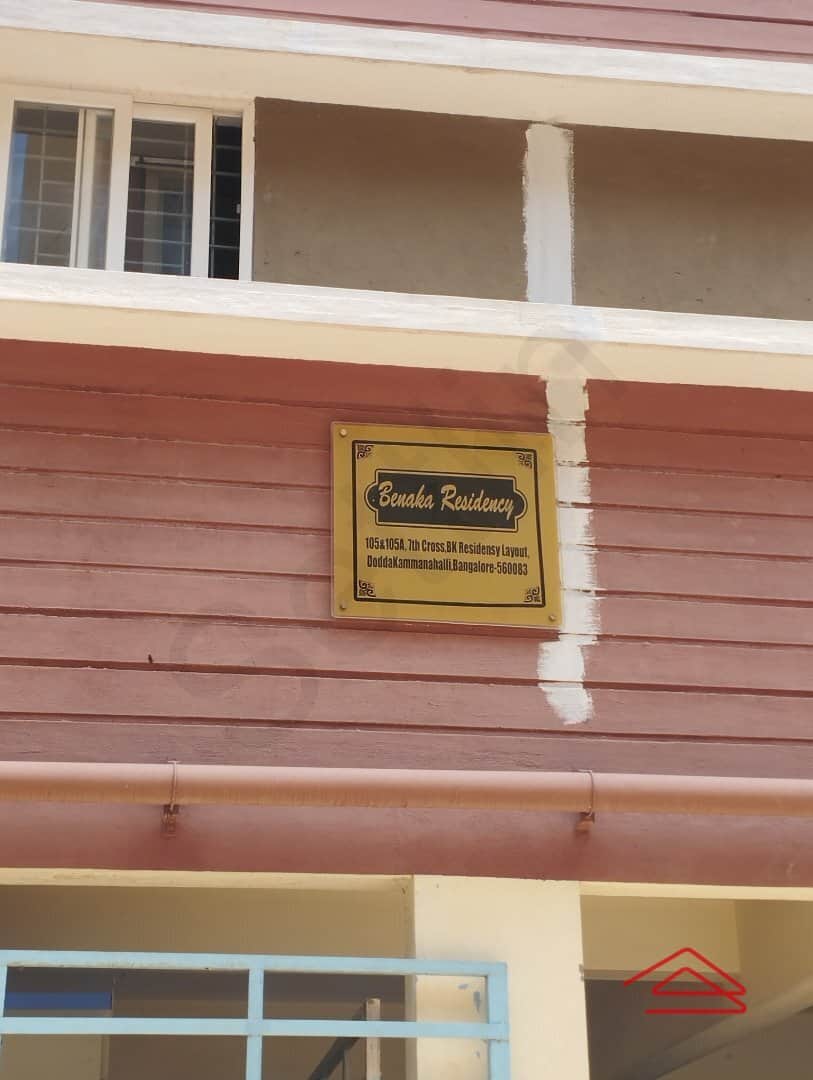 Benaka Residency
105&105A, 7th Cross,BK Residensy Layout,
DoddaKammanahalli,Bangalore-560083